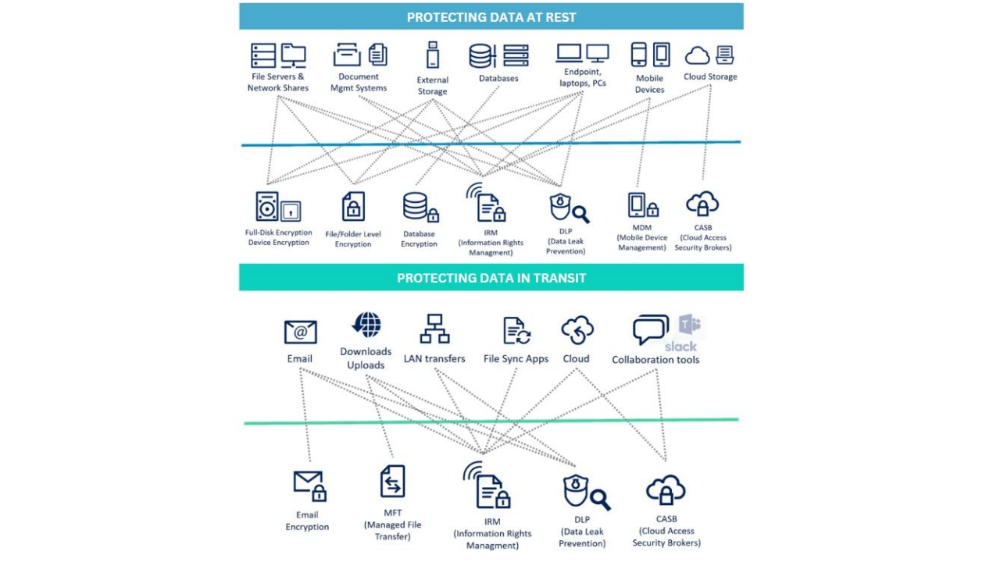 PROTECTING DATA AT REST
File Servers &
Network Shares
Document
Mgmt Systems
External
Storage
Databases
Endpoint,
laptops, PCs
Mobile
Devices
Cloud Storage
Full-Disk Encryption
Device Encryption
File/Folder Level
Encryption
Database
Encryption
IRM
(Information Rights
Managment)
DLP
(Data Leak
Prevention)
MDM
(Mobile Device
Management)
CASB
(Cloud Access
Security Brokers)
PROTECTING DATA IN TRANSIT
@
Email
Downloads
Uploads
LAN transfers
File Sync Apps
Cloud
T
slack
Collaboration tools
Email
Encryption
MFT
(Managed File
Transfer)
IRM
(Information Rights
Managment)
DLP
(Data Leak
Prevention)
CASB
(Cloud Access
Security Brokers)